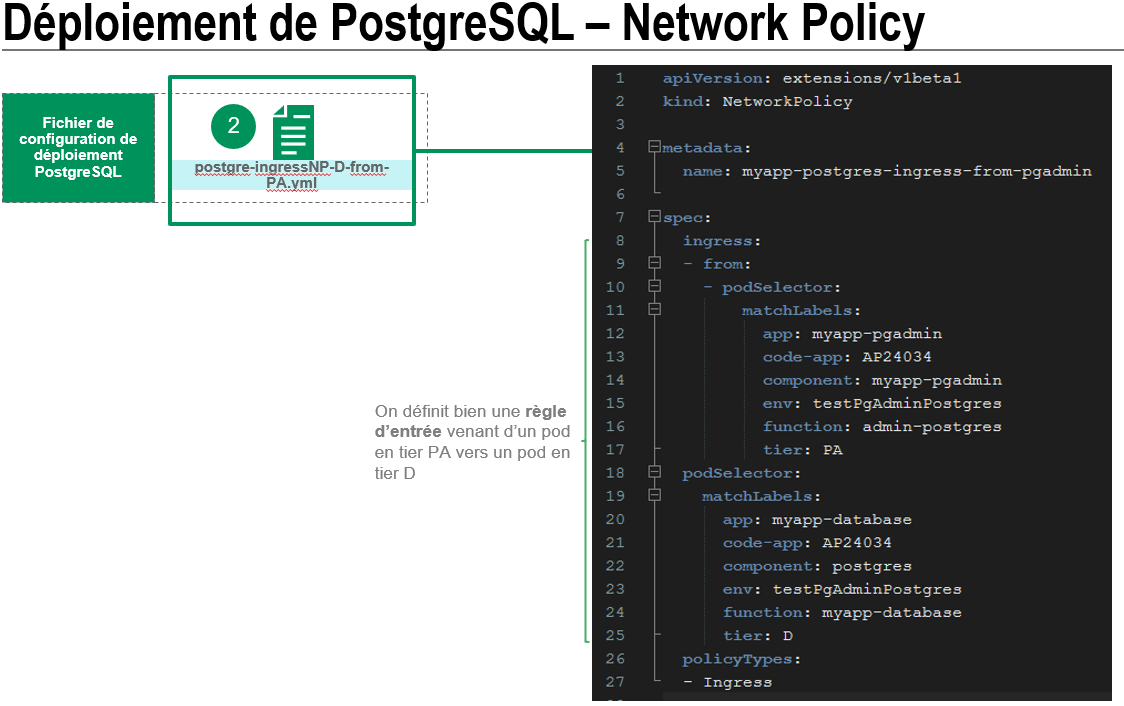 Déploiement de PostgreSQL – Network Policy
Fichier de
configuration de
déploiement
PostgreSQL
2
postgre-ingressNP-D-from-
PA.yml
On définit bien une règle
d'entrée venant d'un pod
en tier PA vers un pod en
tier D
1 apiVersion: extensions/v1beta1
2 kind: NetworkPolicy
3
4 metadata:
5 name: myapp-postgres-ingress-from-pgadmin
6
7 spec:
8 ingress:
9 - from:
10 - podSelector:
11 matchLabels:
12 app: myapp-pgadmin
13 code-app: AP24034
14 component: myapp-pgadmin
15 env: testPgAdminPostgres
16 function: admin-postgres
17 tier: PA
18 podSelector:
19 matchLabels:
20 app: myapp-database
21 code-app: AP24034
22 component: postgres
23 env: testPgAdminPostgres
24 function: myapp-database
25 tier: D
26 policyTypes:
27 - Ingress